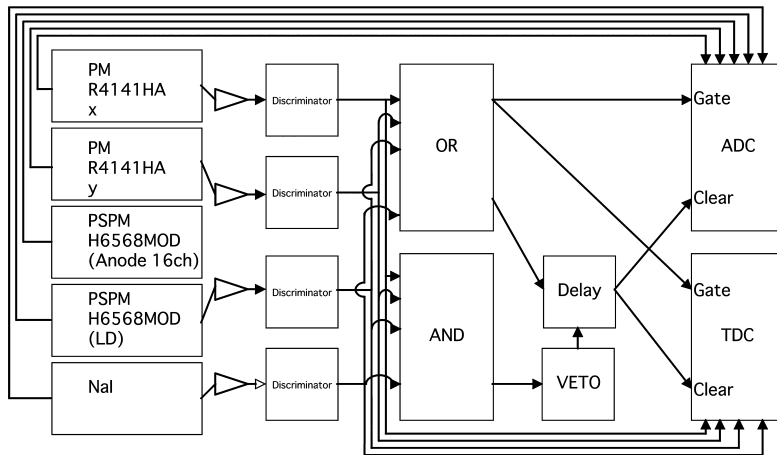 PM
R4141HA
x
PM
R4141HA
y
PSPM
H6568MOD
(Anode 16ch)
PSPM
H6568MOD
(LD)
NaI
Discriminator
Discriminator
Discriminator
Discriminator
OR
AND
Delay
VETO
Gate
ADC
Clear
Gate
TDC
Clear